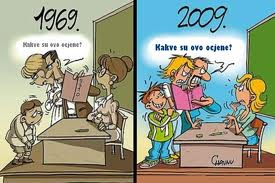 1969.
Kakve su ovo ocjene?
2009.
Kakve su ovo ocjene?